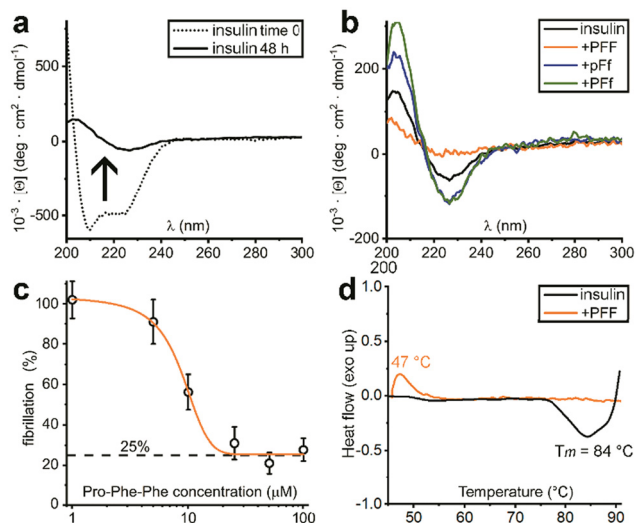 a
insulin time 0
insulin 48 h
500
0
-500
10⁻³ · [Θ] (deg · cm² · dmol⁻¹)
λ (nm)
200 220 240 260 280 300
b
insulin
+PFF
+pFf
+PFf
200
0
-200
10⁻³ · [Θ] (deg · cm² · dmol⁻¹)
λ (nm)
200 220 240 260 280 300
200
c
100
80
60
40
20
0
fibrillation (%)
25%
Pro-Phe-Phe concentration (μM)
1 10 100
d
insulin
+PFF
1.0
0.5
0.0
-0.5
-1.0
Heat flow (exo up)
47 °C
Tm = 84 °C
Temperature (°C)
50 60 70 80 90